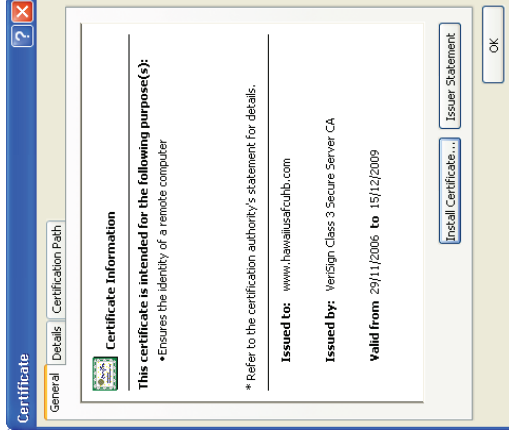 Certificate
General Details Certification Path
Certificate Information
This certificate is intended for the following purpose(s):
•Ensures the identity of a remote computer
* Refer to the certification authority's statement for details.
Issued to: www.hawaiiusafcuhb.com
Issued by: VeriSign Class 3 Secure Server CA
Valid from 29/11/2006 to 15/12/2009
Install Certificate... Issuer Statement
OK